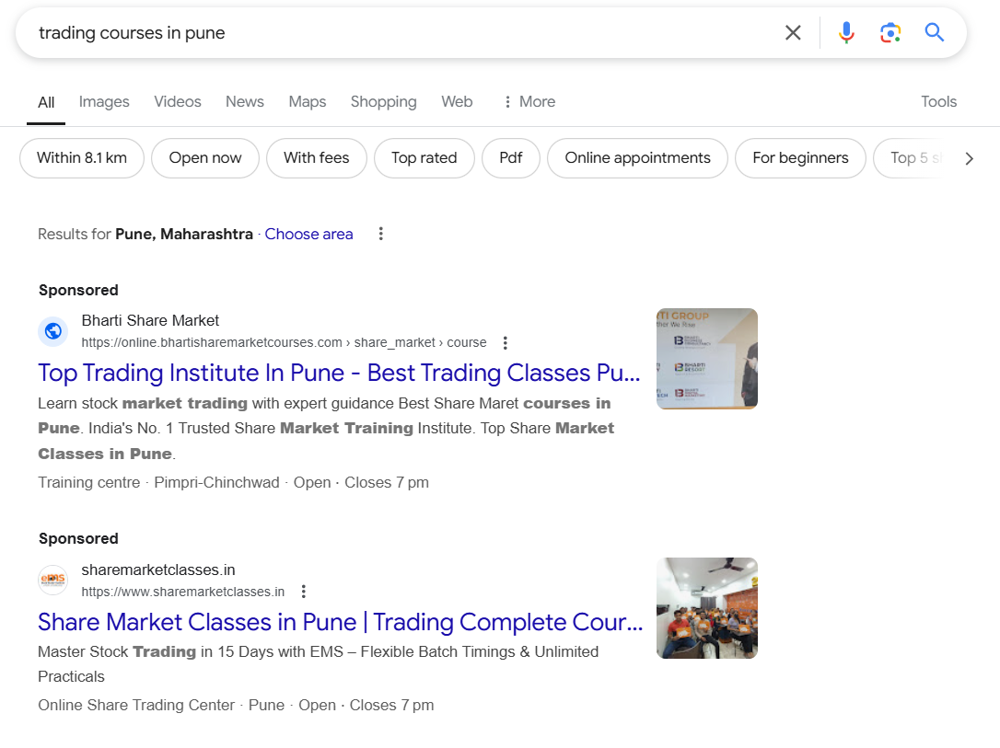 trading courses in pune
All Images Videos News Maps Shopping Web More Tools
Within 8.1 km Open now With fees Top rated Pdf Online appointments For beginners Top 5
Results for Pune, Maharashtra · Choose area
Sponsored
Bharti Share Market
https://online.bhartisharemarketcourses.com › share_market › course
Top Trading Institute In Pune - Best Trading Classes Pu...
Learn stock market trading with expert guidance Best Share Maret courses in
Pune. India's No. 1 Trusted Share Market Training Institute. Top Share Market
Classes in Pune.
Training centre · Pimpri-Chinchwad · Open · Closes 7 pm
TI GROUP
ther We Rise
BHARTI
RESORT
BHARTI
Sponsored
eMS
sharemarketclasses.in
https://www.sharemarketclasses.in
Share Market Classes in Pune | Trading Complete Cour...
Master Stock Trading in 15 Days with EMS – Flexible Batch Timings & Unlimited
Practicals
Online Share Trading Center · Pune · Open · Closes 7 pm